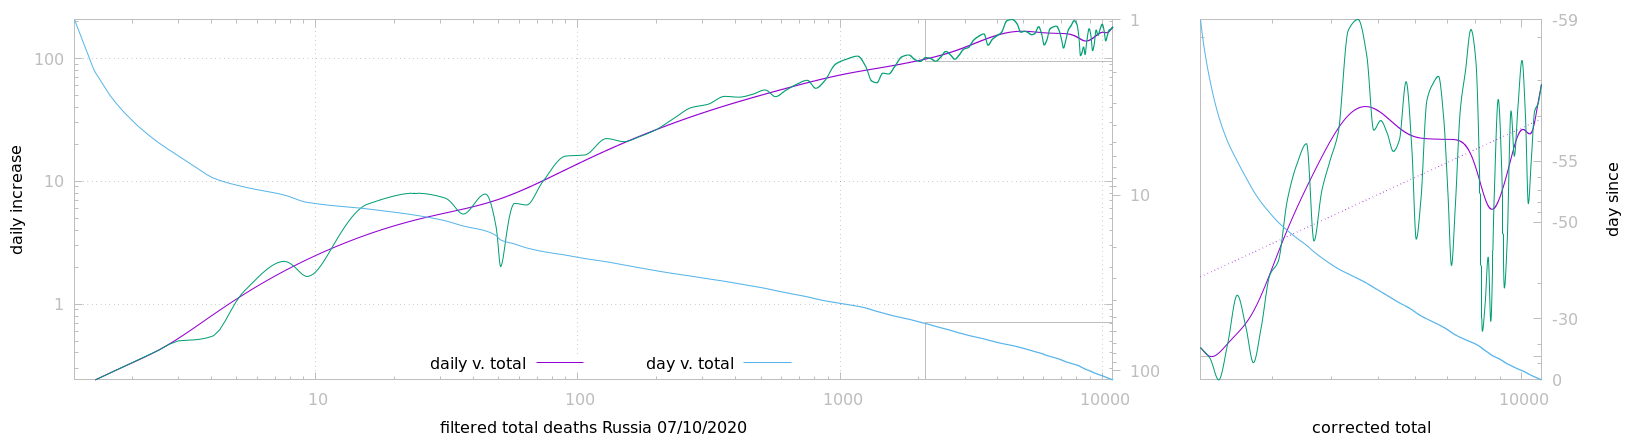 daily increase
100
10
1
10
100
1000
10000
1
10
100
daily v. total
day v. total
filtered total deaths Russia 07/10/2020
-59
-55
-50
-30
0
day since
10000
corrected total